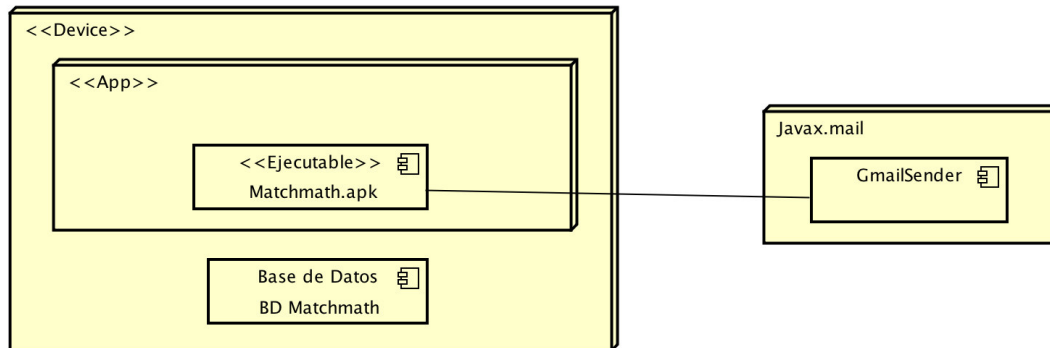 <<Device>>
<<App>>
<<Ejecutable>>
Matchmath.apk
Base de Datos
BD Matchmath
Javax.mail
GmailSender